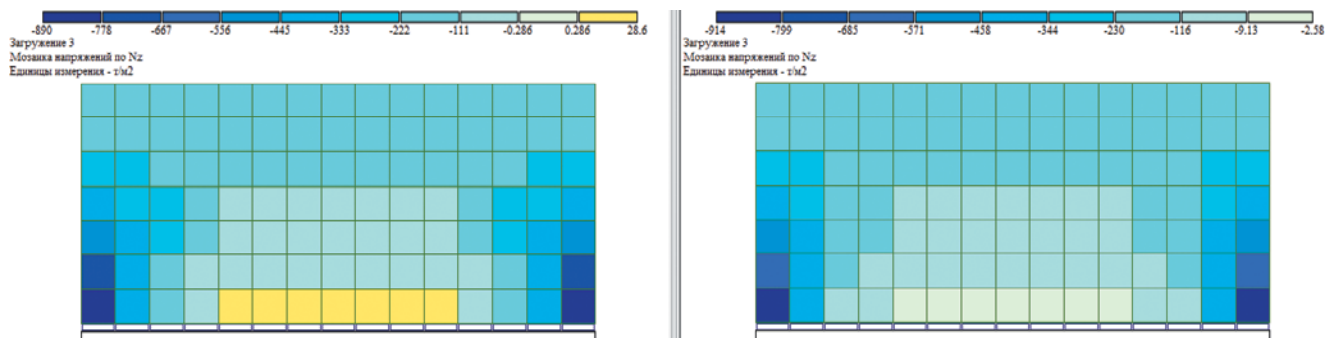 -890 -778 -667 -556 -445 -333 -222 -111 -0.286 0.286 28.6
Загружение 3
Мозаика напряжений по Nz
Единицы измерения - т/м2
-914 -799 -685 -571 -458 -344 -230 -116 -9.13 -2.58
Загружение 3
Мозаика напряжений по Nz
Единицы измерения - т/м2